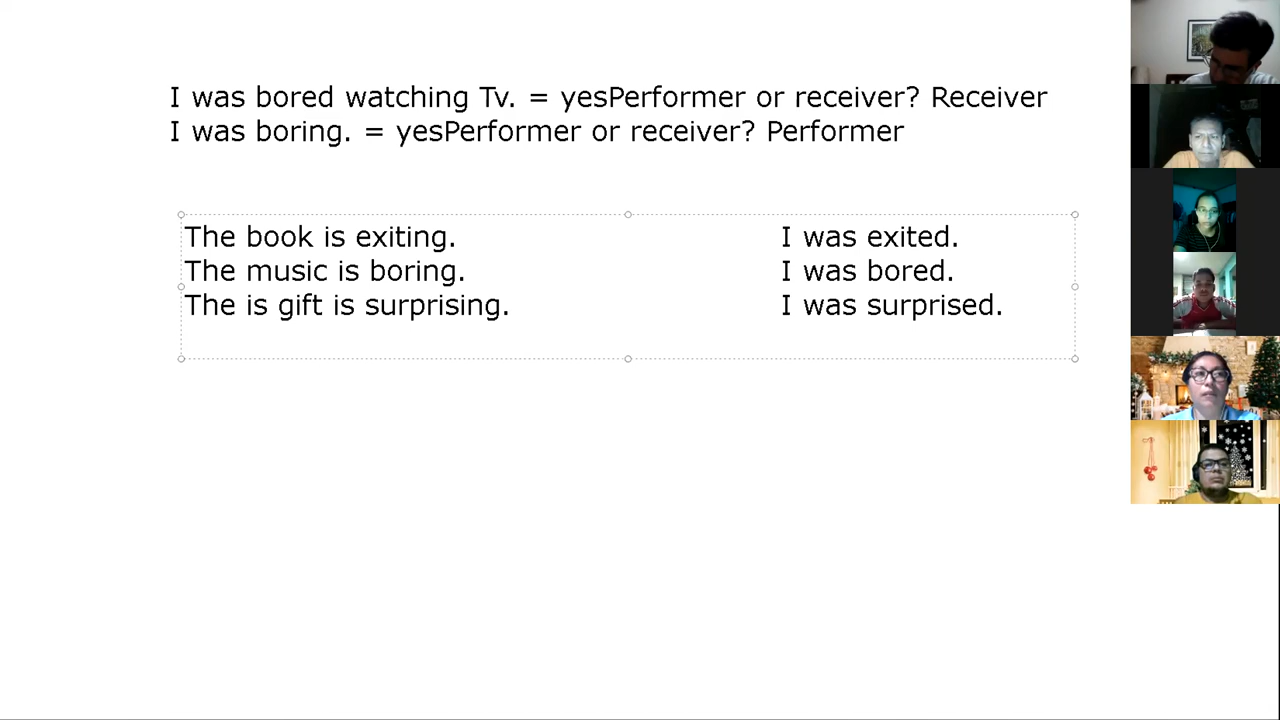 I was bored watching Tv. = yesPerformer or receiver? Receiver
I was boring. = yesPerformer or receiver? Performer
The book is exiting. I was exited.
The music is boring. I was bored.
The is gift is surprising. I was surprised.